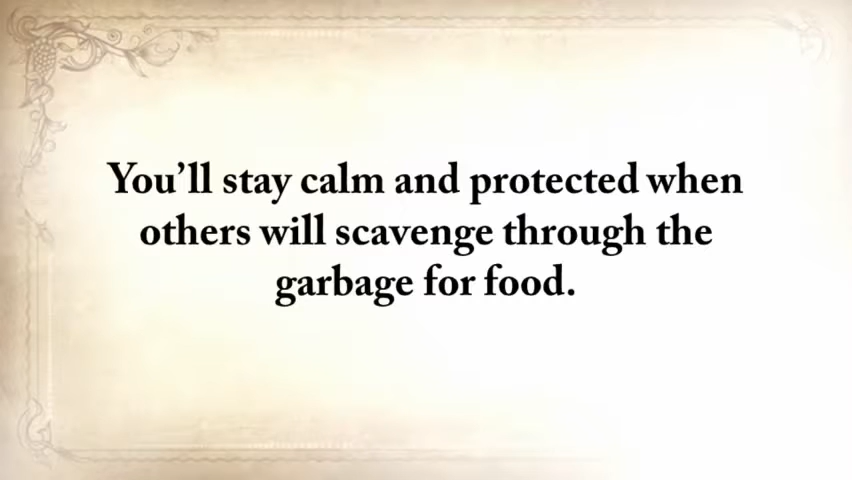 You’ll stay calm and protected when
others will scavenge through the
garbage for food.